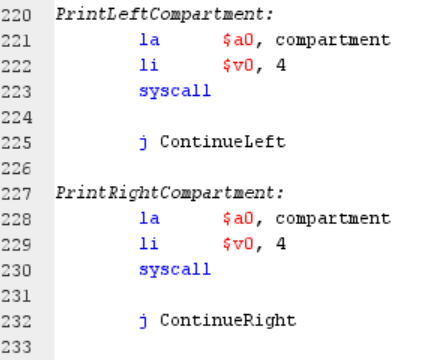 220 PrintLeftCompartment:
221 la $a0, compartment
222 li $v0, 4
223 syscall
224
225 j ContinueLeft
226
227 PrintRightCompartment:
228 la $a0, compartment
229 li $v0, 4
230 syscall
231
232 j ContinueRight
233